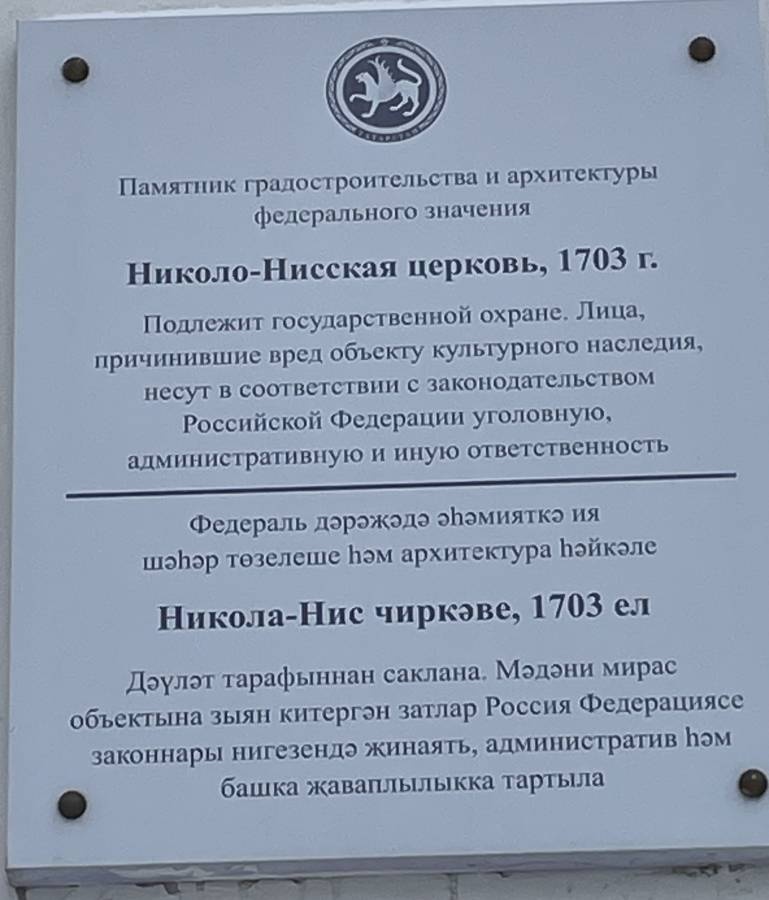 ТАТАРСТАН
Памятник градостроительства и архитектуры
федерального значения
Николо-Нисская церковь, 1703 г.
Подлежит государственной охране. Лица,
причинившие вред объекту культурного наследия,
несут в соответствии с законодательством
Российской Федерации уголовную,
административную и иную ответственность
Федераль дәрәҗәдә әһәмияткә ия
шәһәр төзелеше һәм архитектура һәйкәле
Никола-Нис чиркәве, 1703 ел
Дәүләт тарафыннан саклана. Мәдәни мирас
объектына зыян китергән затлар Россия Федерациясе
законнары нигезендә җинаять, административ һәм
башка җаваплылыкка тартыла